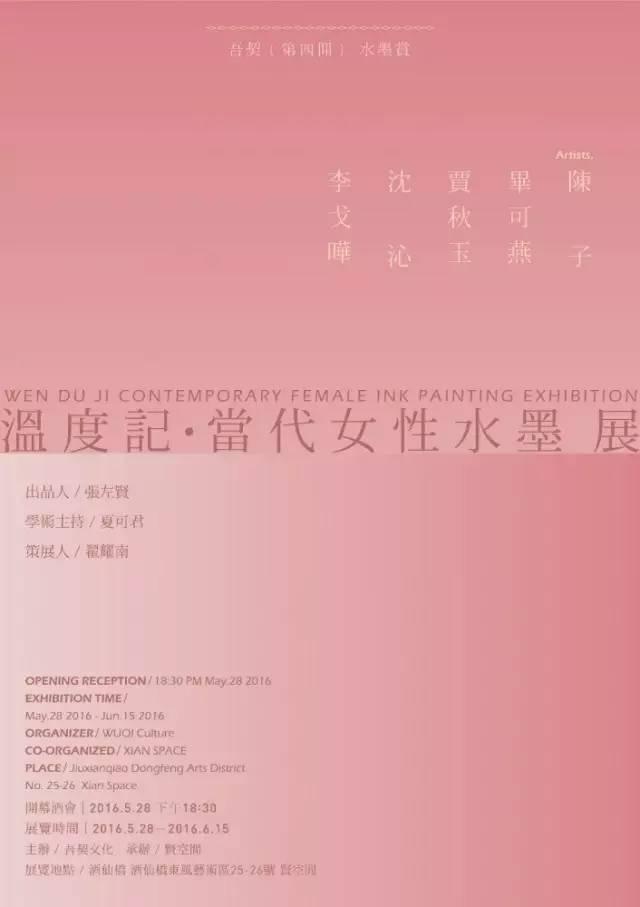 吾契〔第四間〕水墨賞
Artists.
陳子
畢可燕
賈秋玉
沈沁
李戈曄
WEN DU JI CONTEMPORARY FEMALE INK PAINTING EXHIBITION
溫度記·當代女性水墨 展
出品人 / 張左賢
學術主持 / 夏可君
策展人 / 翟耀南
OPENING RECEPTION / 18:30 PM May.28 2016
EXHIBITION TIME /
May.28 2016 - Jun.15 2016
ORGANIZER / WUQI Culture
CO-ORGANIZED / XIAN SPACE
PLACE / Jiuxianqiao Dongfeng Arts District
No. 25-26 Xian Space
開幕酒會｜2016.5.28 下午18:30
展覽時間｜2016.5.28－2016.6.15
主辦 / 吾契文化　承辦 / 賢空間
展覽地點 / 酒仙橋 酒仙橋東風藝術區25-26號 賢空間